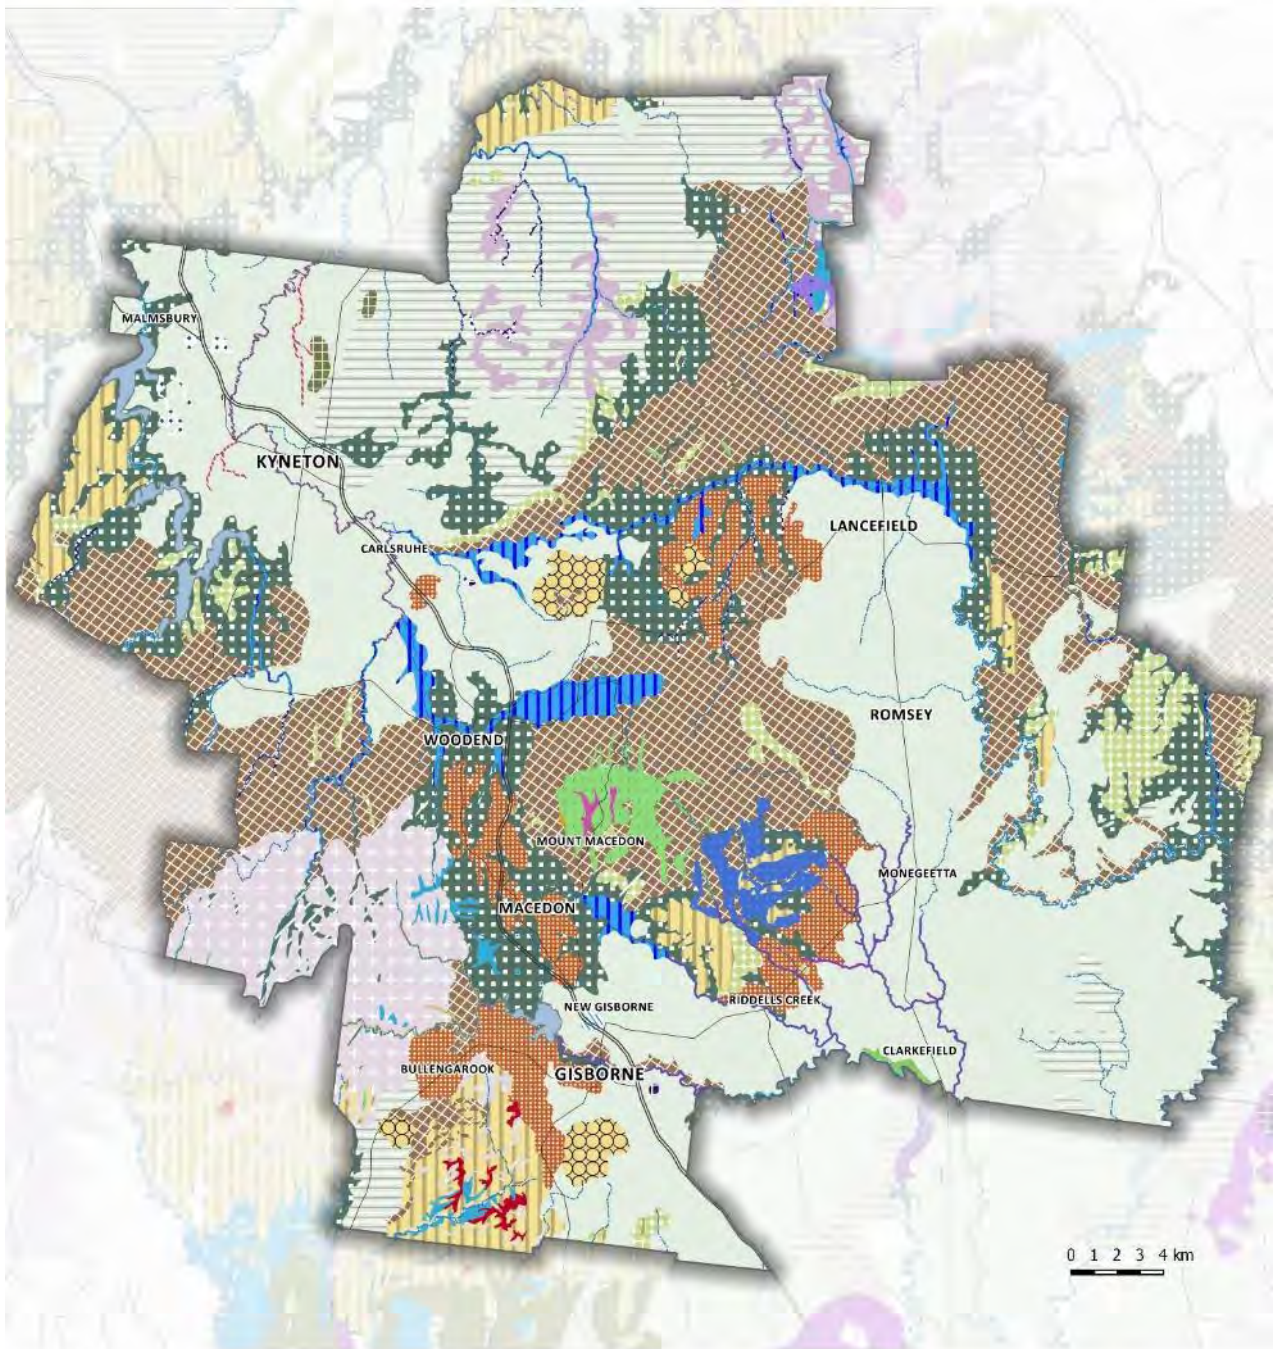 MALMSBURY
KYNETON
CARLSRUHE
LANCEFIELD
ROMSEY
WOODEND
MOUNT MACEDON
MONEGEETTA
MACEDON
NEW GISBORNE
RIDDELLS CREEK
CLARKEFIELD
BULLENGAROOK
GISBORNE
0 1 2 3 4 km